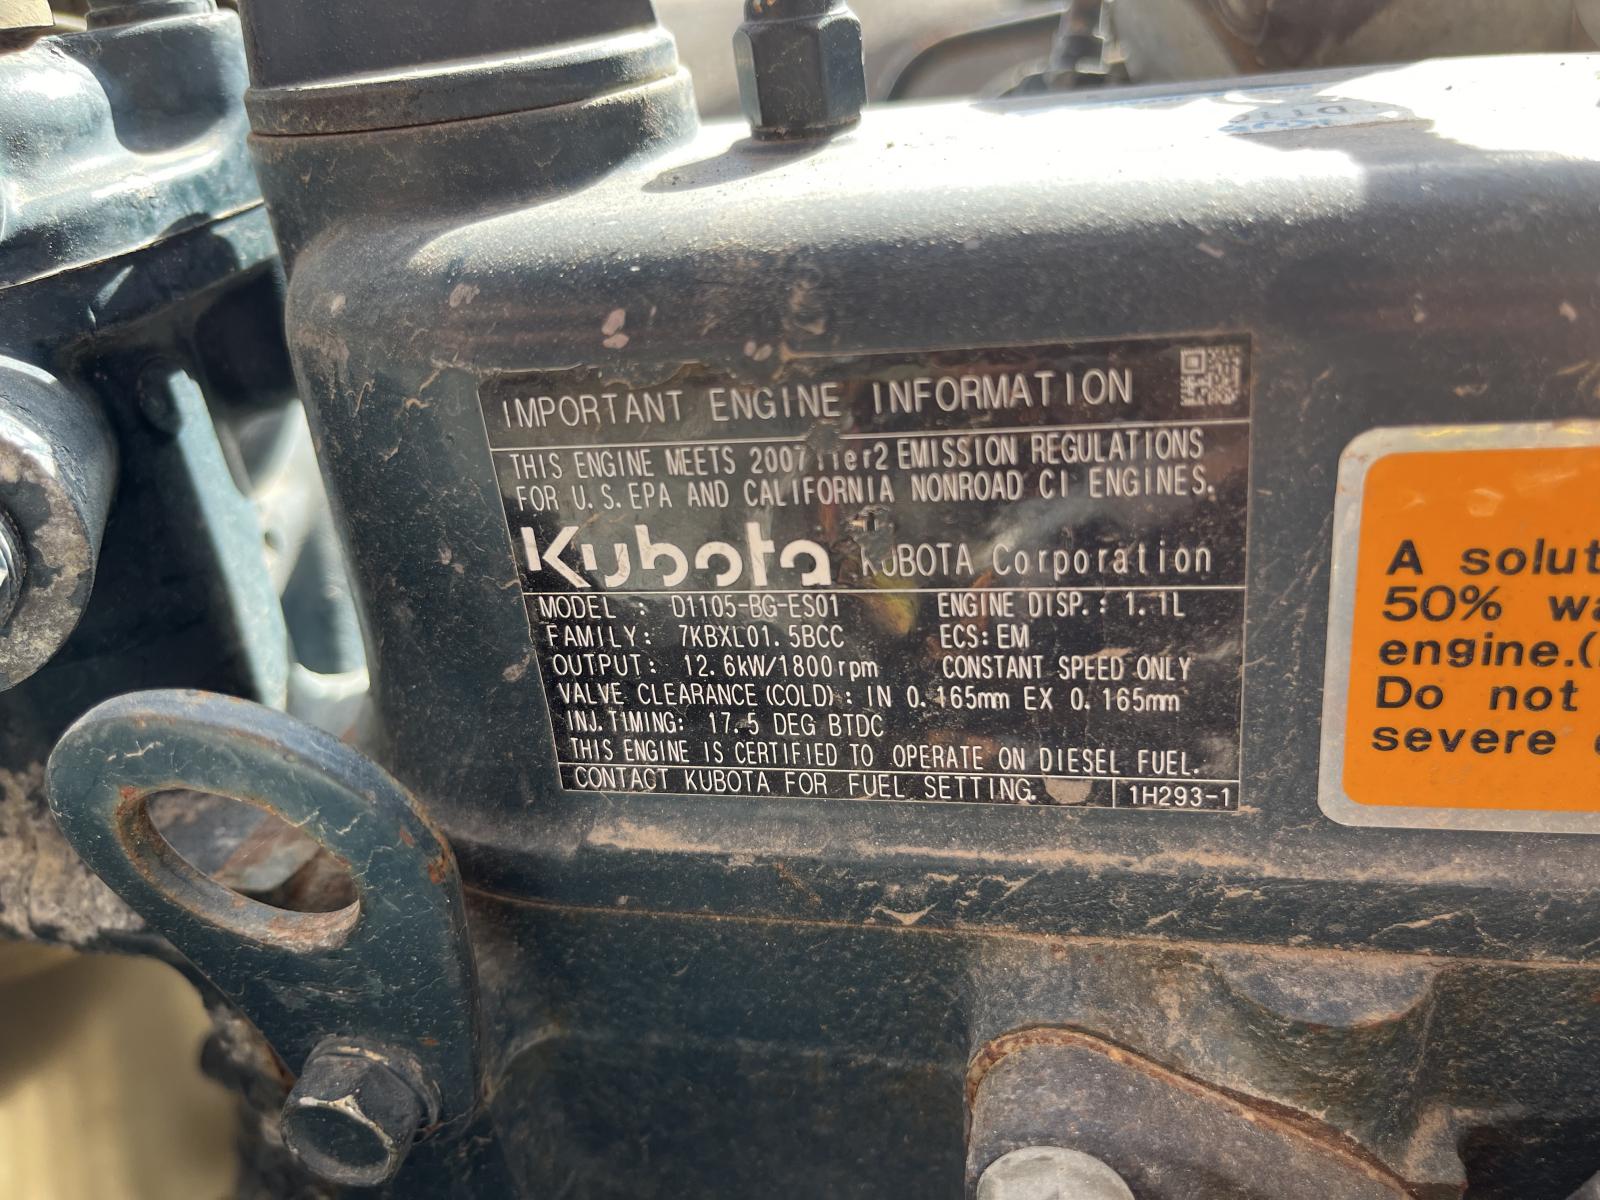 IMPORTANT ENGINE INFORMATION
THIS ENGINE MEETS 2007 Tier2 EMISSION REGULATIONS
FOR U.S. EPA AND CALIFORNIA NONROAD CI ENGINES.
Kubota KUBOTA Corporation
MODEL : D1105-BG-ES01 ENGINE DISP.: 1.1L
FAMILY: 7KBXL01.5BCC ECS: EM
OUTPUT: 12.6kW/1800rpm CONSTANT SPEED ONLY
VALVE CLEARANCE (COLD): IN 0.165mm EX 0.165mm
INJ. TIMING: 17.5 DEG BTDC
THIS ENGINE IS CERTIFIED TO OPERATE ON DIESEL FUEL.
CONTACT KUBOTA FOR FUEL SETTING. 1H293-1
A solut
50% wa
engine.(
Do not
severe